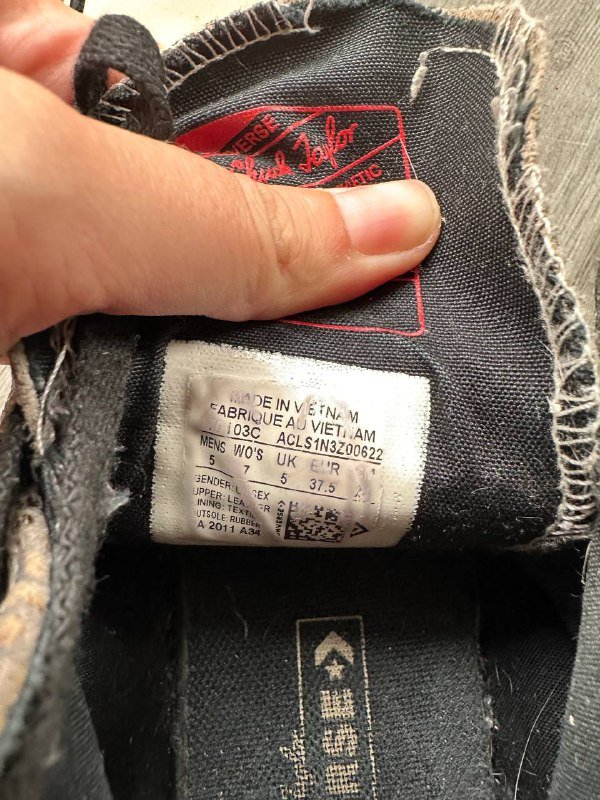 Chuck Taylor
MADE IN VIETNAM
FABRIQUE AU VIETNAM
ACLS1N3Z00622
MENS WO'S UK EUR
5 7 5 37.5
GENDER: UNISEX
UPPER: LEATHER
LINING: TEXTILE
OUTSOLE: RUBBER
A 2011 A34